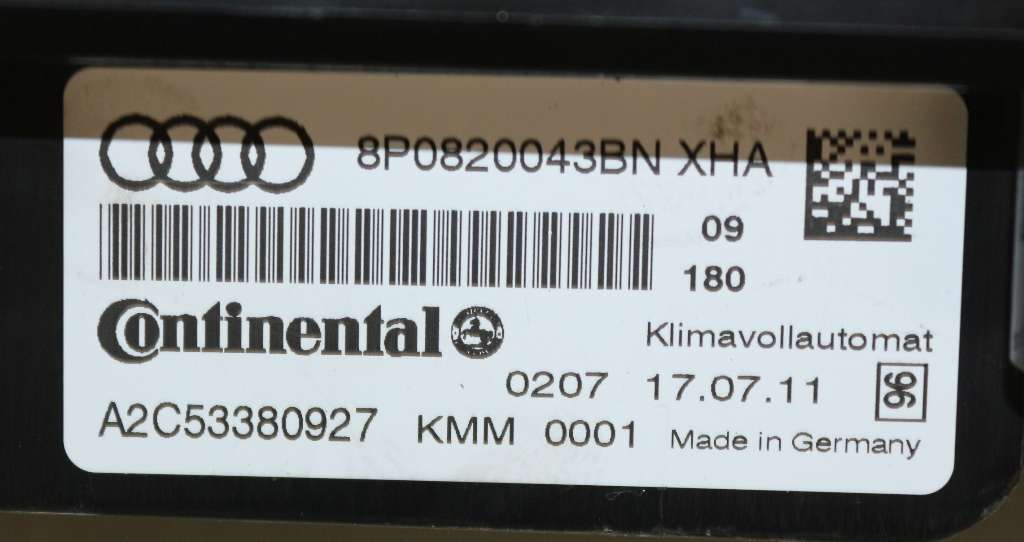 8P0820043BN XHA
09
180
Continental
Klimavollautomat
0207 17.07.11
96
A2C53380927 KMM 0001 Made in Germany